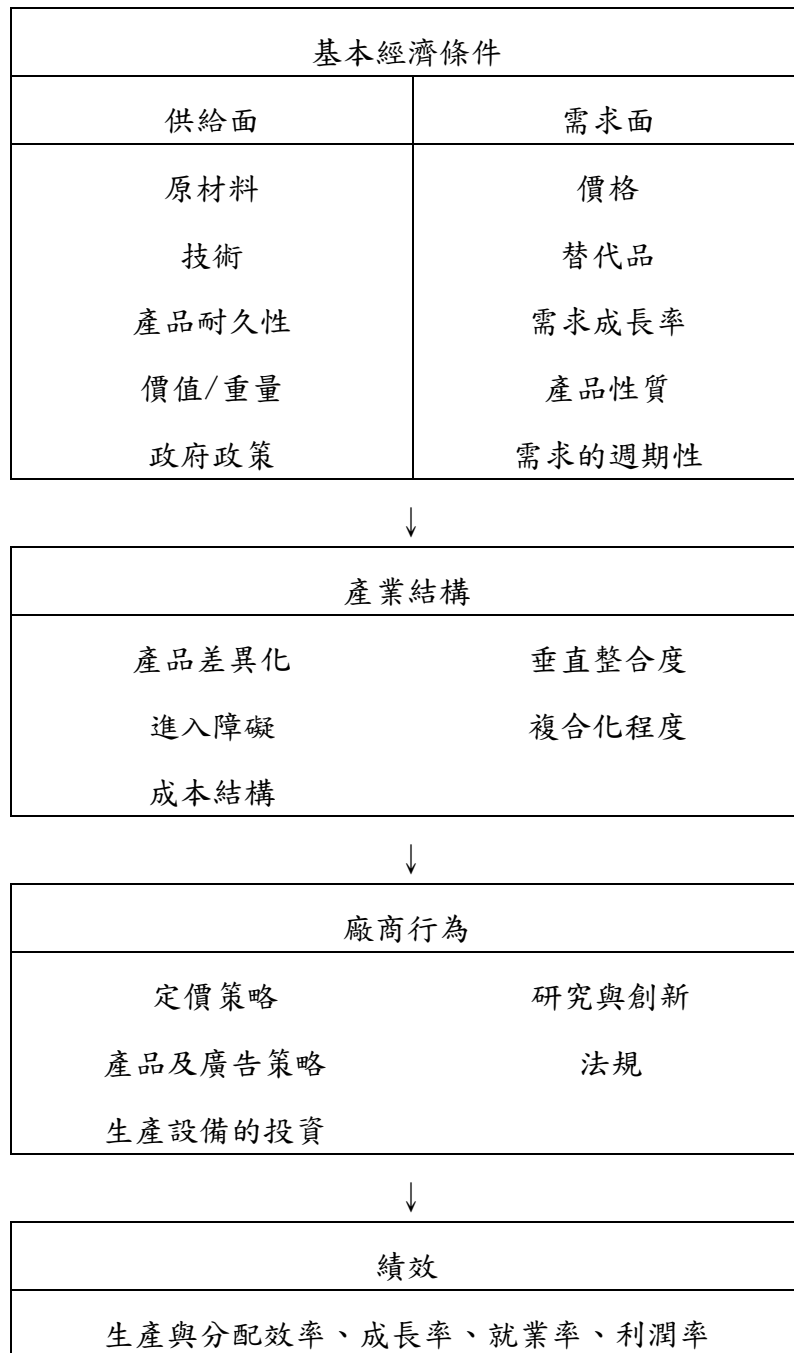 基本經濟條件
供給面 需求面
原材料 價格
技術 替代品
產品耐久性 需求成長率
價值/重量 產品性質
政府政策 需求的週期性
↓
產業結構
產品差異化 垂直整合度
進入障礙 複合化程度
成本結構
↓
廠商行為
定價策略 研究與創新
產品及廣告策略 法規
生產設備的投資
↓
績效
生產與分配效率、成長率、就業率、利潤率